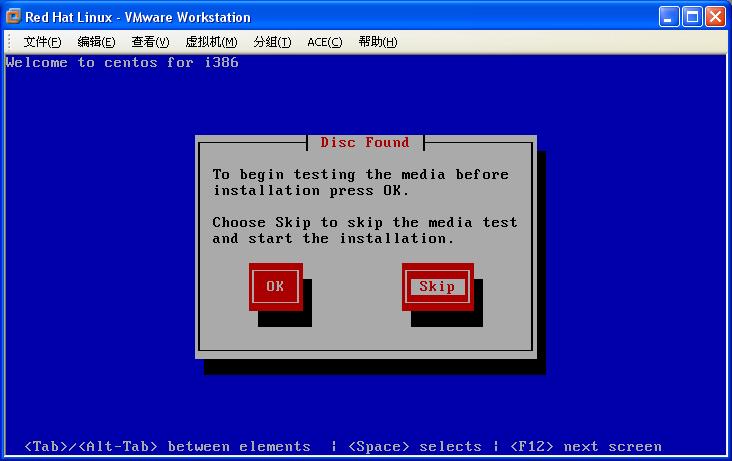 Red Hat Linux - VMware Workstation
文件(F) 编辑(E) 查看(V) 虚拟机(M) 分组(T) ACE(C) 帮助(H)
Welcome to centos for i386
Disc Found
To begin testing the media before
installation press OK.
Choose Skip to skip the media test
and start the installation.
OK Skip
<Tab>/<Alt-Tab> between elements | <Space> selects | <F12> next screen